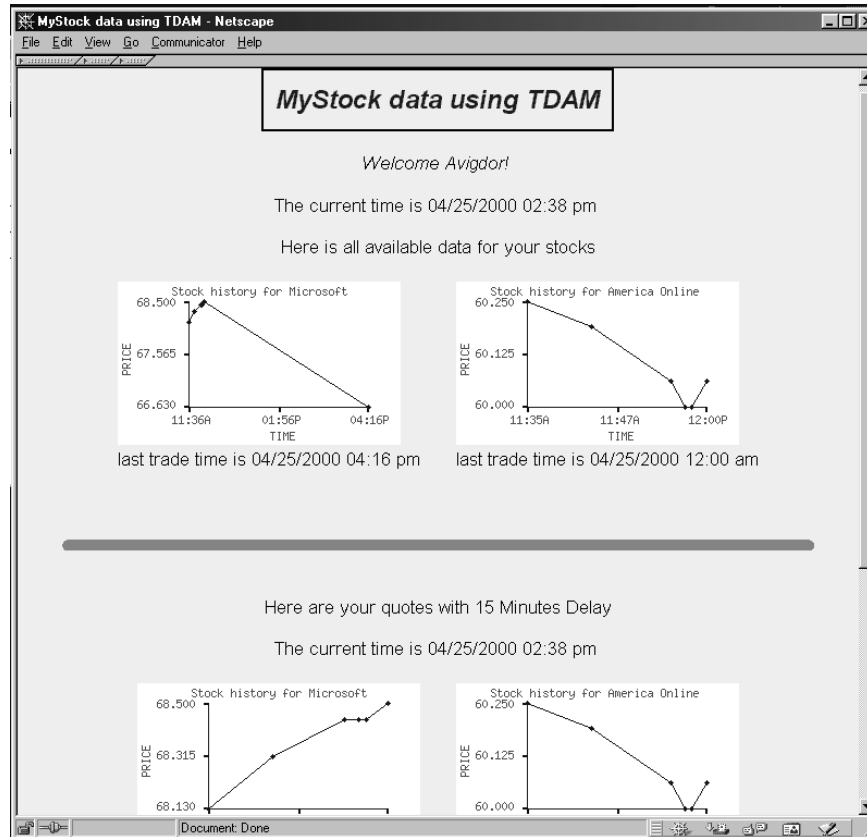 MyStock data using TDAM - Netscape
File Edit View Go Communicator Help
MyStock data using TDAM
Welcome Avigdor!
The current time is 04/25/2000 02:38 pm
Here is all available data for your stocks
Stock history for Microsoft
68.500
67.565
66.630
PRICE
11:36A 01:56P 04:16P
TIME
last trade time is 04/25/2000 04:16 pm
Stock history for America Online
60.250
60.125
60.000
PRICE
11:35A 11:47A 12:00P
TIME
last trade time is 04/25/2000 12:00 am
Here are your quotes with 15 Minutes Delay
The current time is 04/25/2000 02:38 pm
Stock history for Microsoft
68.500
68.315
68.130
PRICE
Stock history for America Online
60.250
60.125
60.000
PRICE
Document: Done